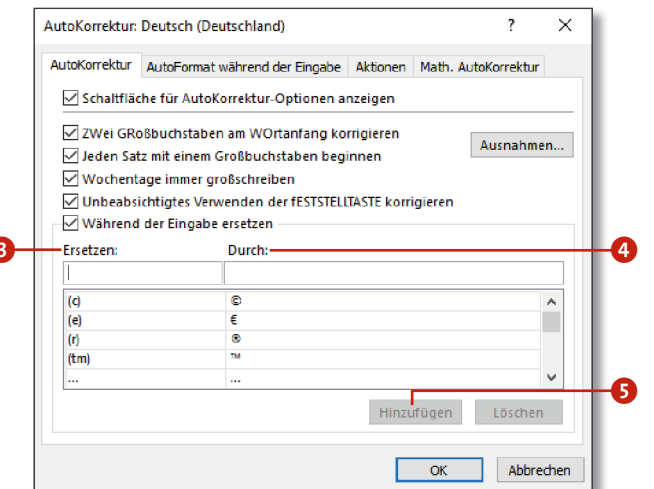 AutoKorrektur: Deutsch (Deutschland) ? ×
AutoKorrektur AutoFormat während der Eingabe Aktionen Math. AutoKorrektur
Schaltfläche für AutoKorrektur-Optionen anzeigen
ZWei GRoßbuchstaben am WOrtanfang korrigieren
Ausnahmen...
Jeden Satz mit einem Großbuchstaben beginnen
Wochentage immer großschreiben
Unbeabsichtigtes Verwenden der fESTSTELLTASTE korrigieren
Während der Eingabe ersetzen
3 Ersetzen: Durch: 4
(c) ©
(e) €
(r) ®
(tm) ™
... ...
5
Hinzufügen Löschen
OK Abbrechen